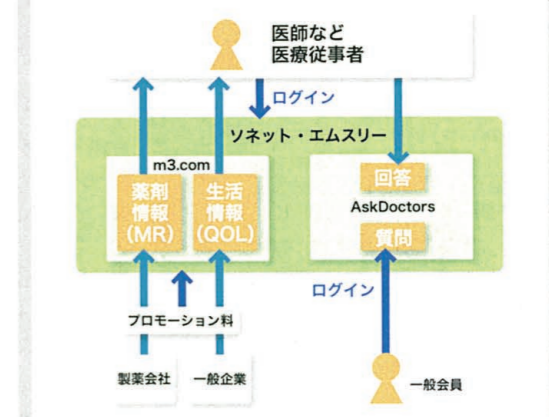 医師など
医療従事者
ログイン
ソネット・エムスリー
m3.com
薬剤
情報
(MR)
生活
情報
(QOL)
回答
AskDoctors
質問
ログイン
プロモーション料
製薬会社
一般企業
一般会員